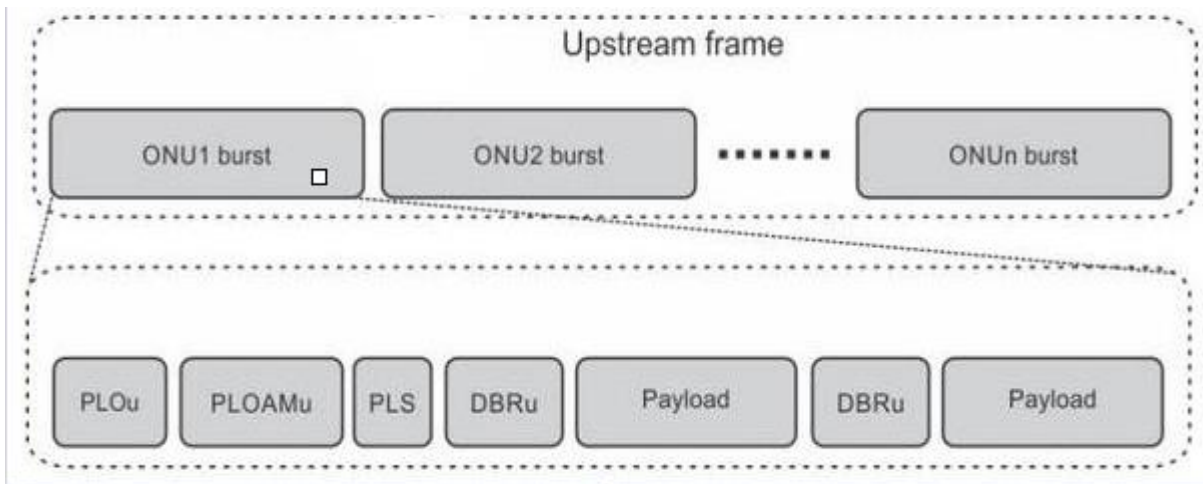 Upstream frame
ONU1 burst
ONU2 burst
ONUn burst
PLOu
PLOAMu
PLS
DBRu
Payload
DBRu
Payload